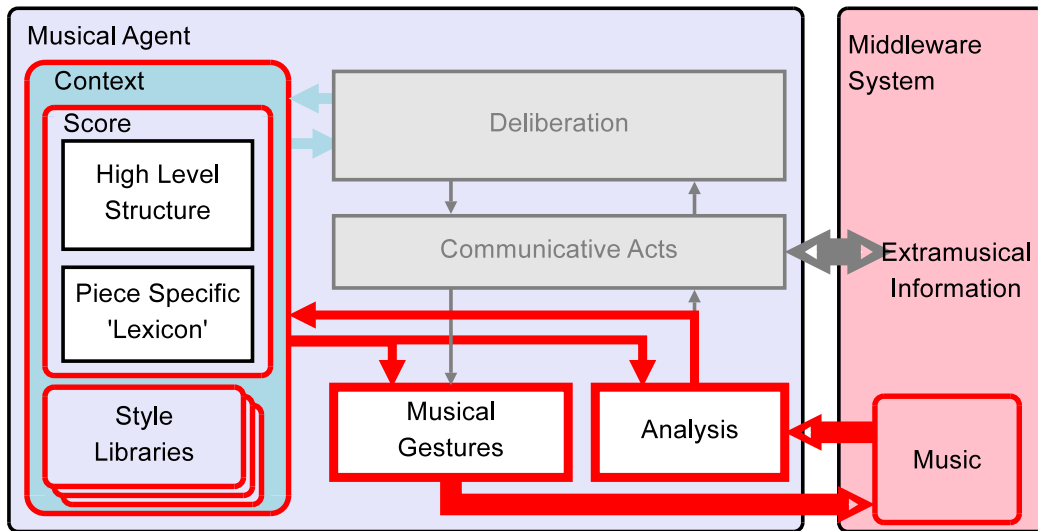 Musical Agent
Context
Score
High Level
Structure
Piece Specific
'Lexicon'
Style
Libraries
Deliberation
Communicative Acts
Musical
Gestures
Analysis
Middleware
System
Extramusical
Information
Music